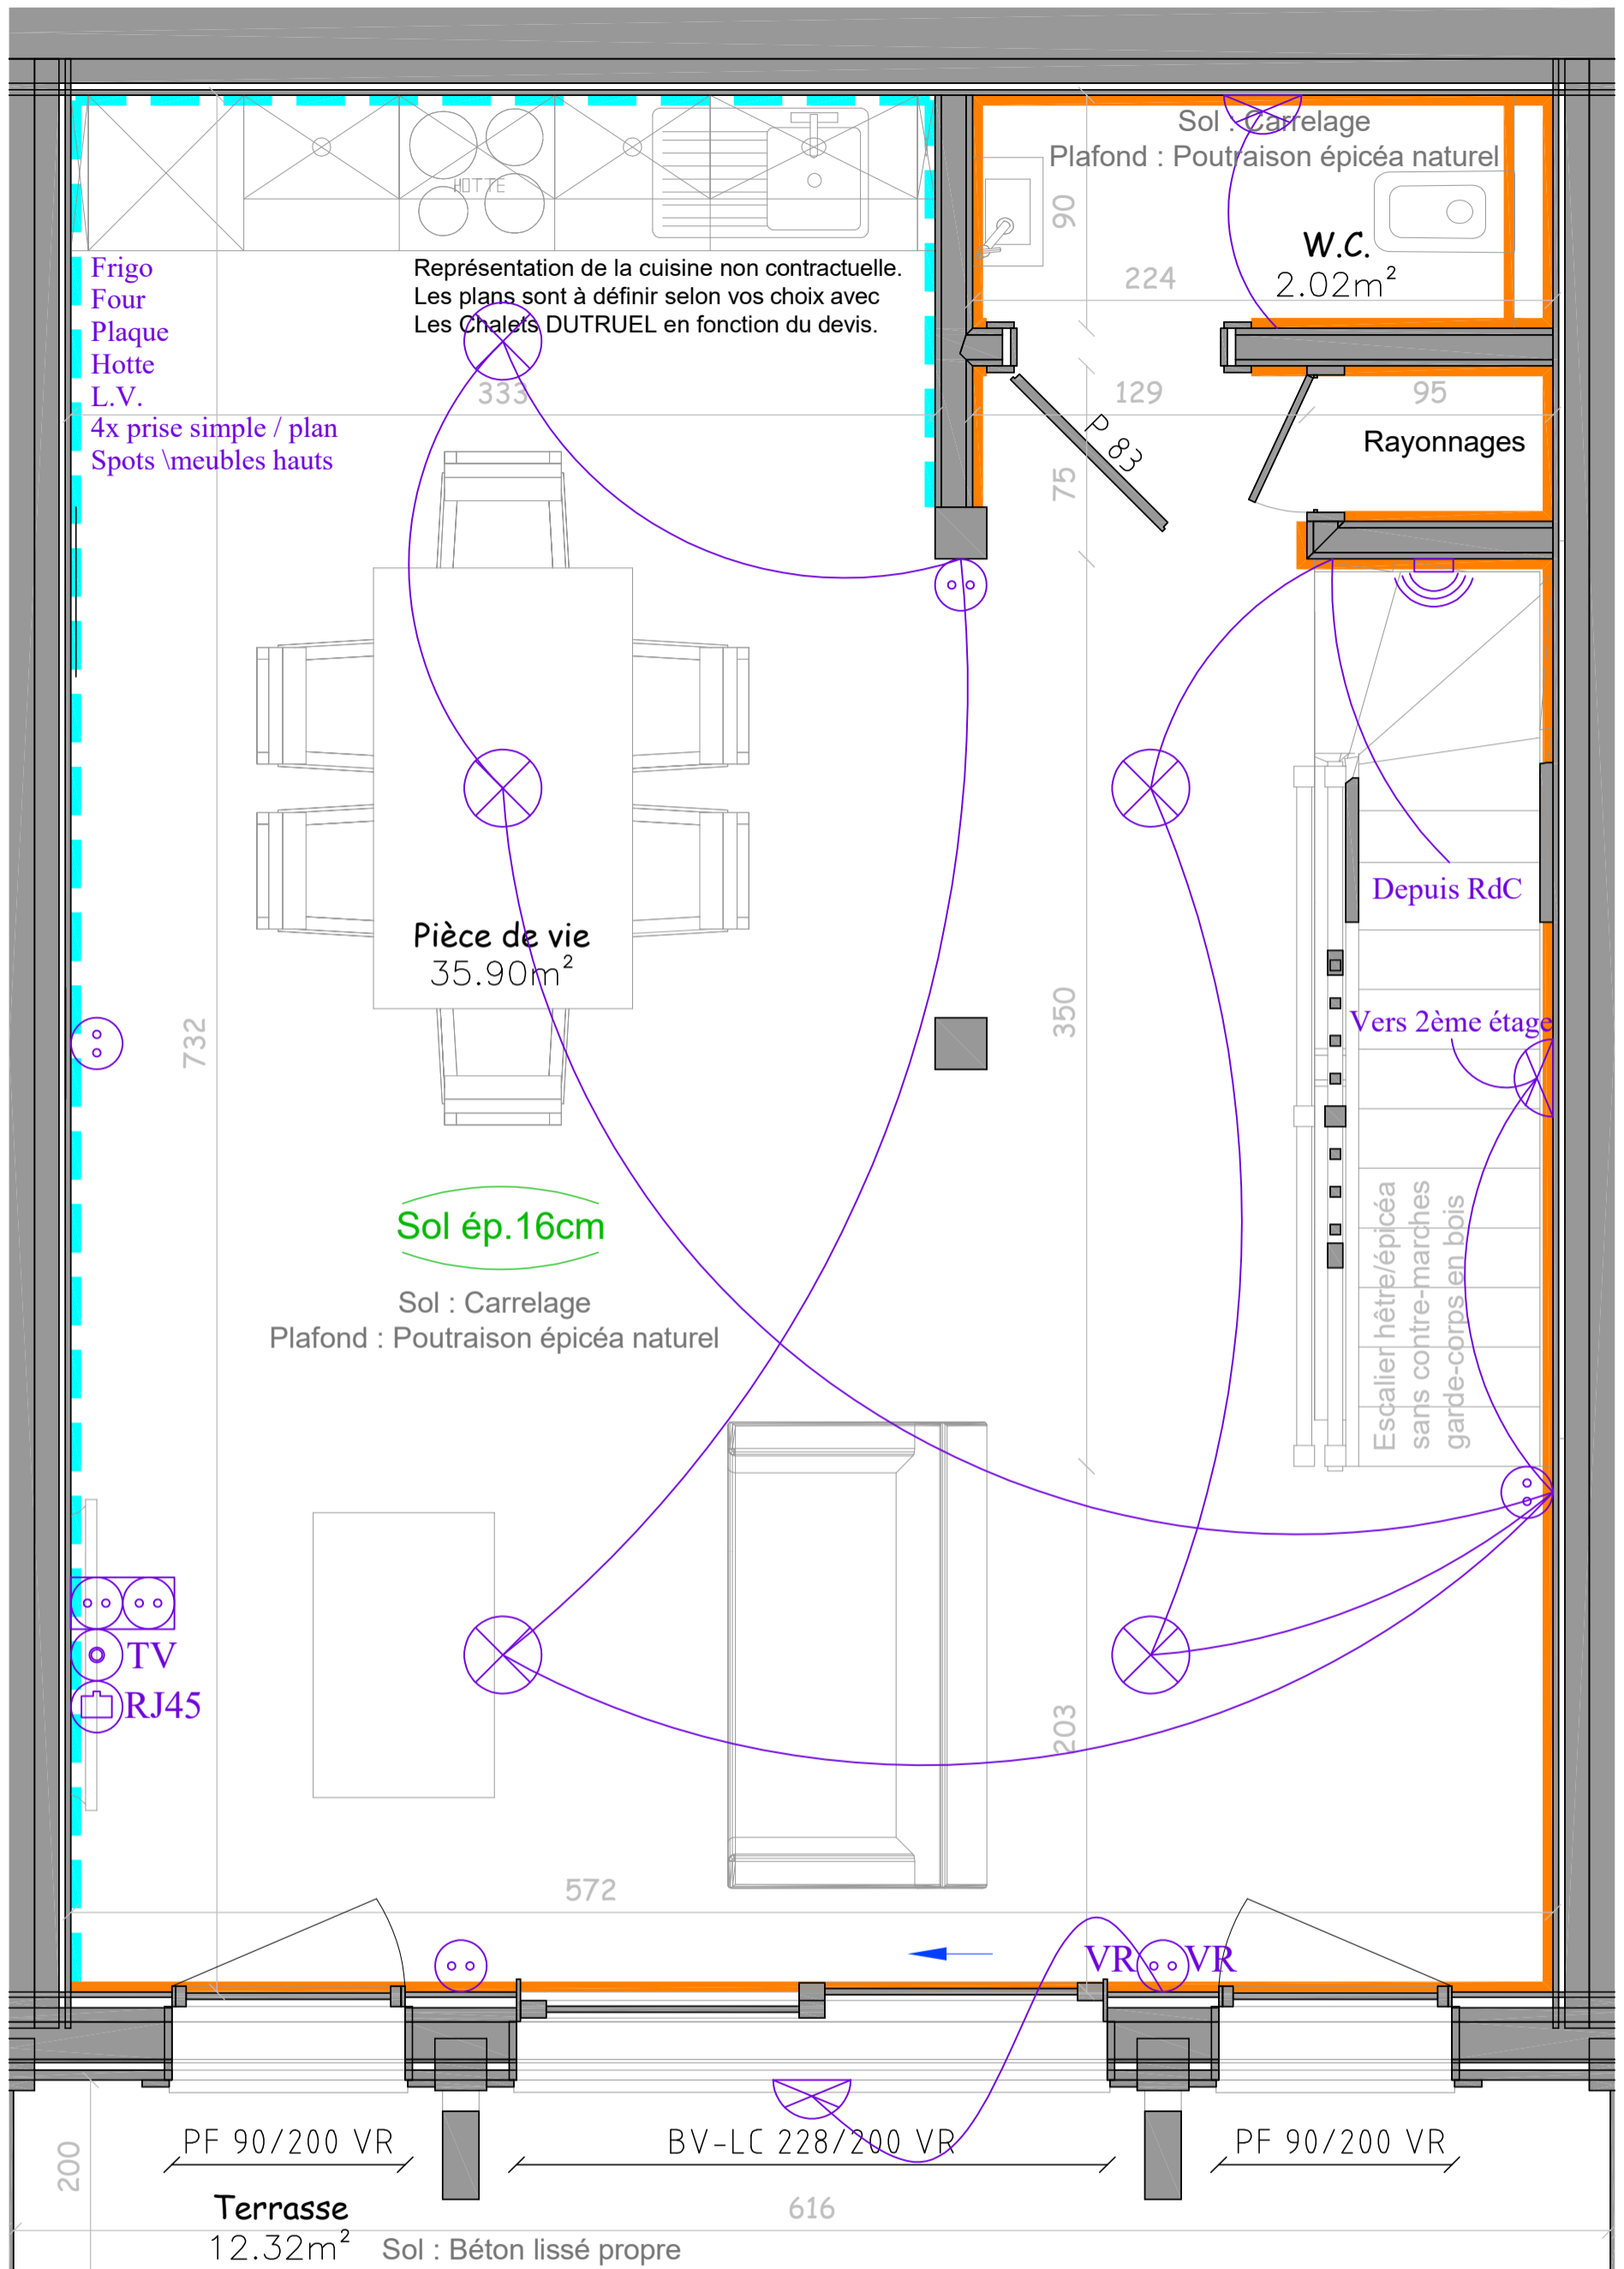 Sol : Carrelage
Plafond : Poutraison épicéa naturel
90
HOTTE
W.C.
2.02m²
224
Frigo
Four
Plaque
Hotte
L.V.
4x prise simple / plan
Spots \meubles hauts
Représentation de la cuisine non contractuelle.
Les plans sont à définir selon vos choix avec
Les Chalets DUTRUEL en fonction du devis.
333
129
95
P 83
Rayonnages
75
Depuis RdC
Pièce de vie
35.90m²
732
350
Vers 2ème étage
Sol ép.16cm
Sol : Carrelage
Plafond : Poutraison épicéa naturel
Escalier hêtre/épicéa
sans contre-marches
garde-corps en bois
TV
RJ45
203
572
VR
VR
PF 90/200 VR
BV-LC 228/200 VR
PF 90/200 VR
200
Terrasse
12.32m²
616
Sol : Béton lissé propre